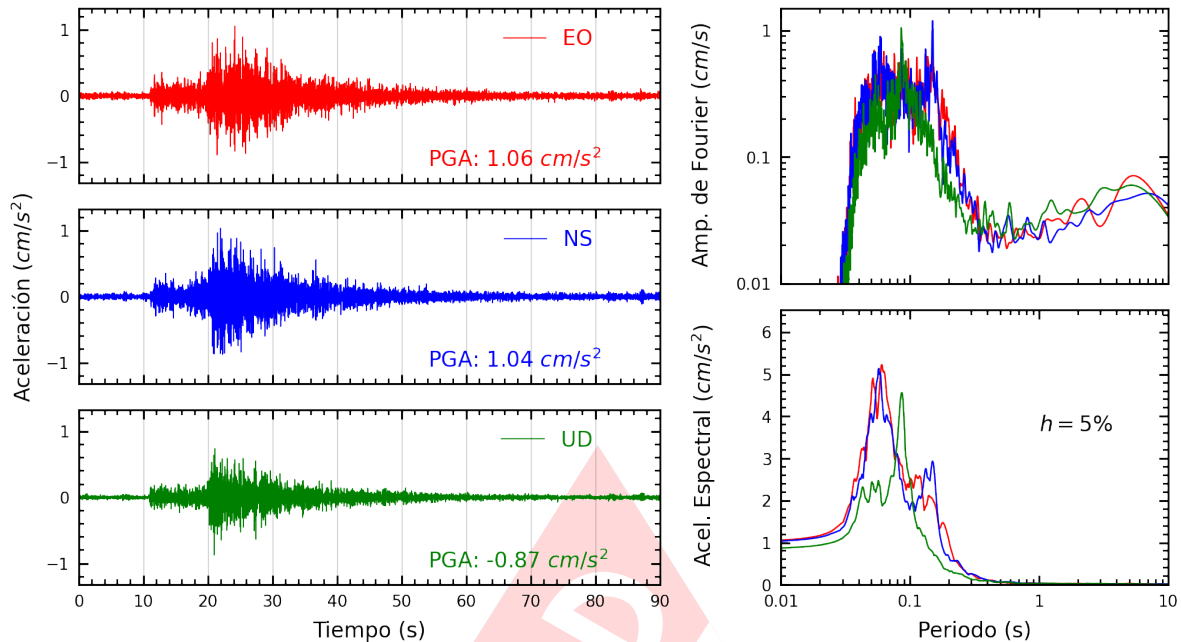 Aceleración (cm/s²)
1
0
−1
EO
PGA: 1.06 cm/s²
1
0
−1
NS
PGA: 1.04 cm/s²
1
0
−1
UD
PGA: -0.87 cm/s²
0 10 20 30 40 50 60 70 80 90
Tiempo (s)
Amp. de Fourier (cm/s)
1
0.1
0.01
Acel. Espectral (cm/s²)
6
5
4
3
2
1
0
h = 5%
0.01 0.1 1 10
Periodo (s)